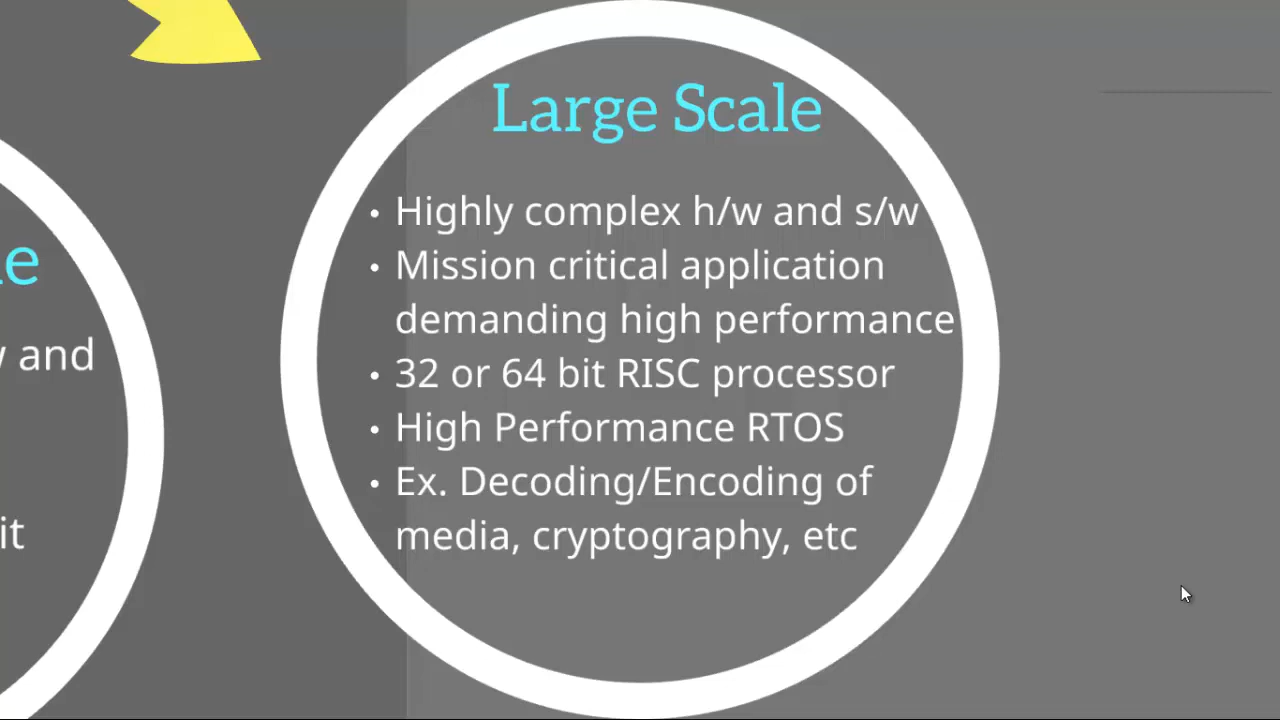 Large Scale
• Highly complex h/w and s/w
• Mission critical application
demanding high performance
• 32 or 64 bit RISC processor
• High Performance RTOS
• Ex. Decoding/Encoding of
media, cryptography, etc
and
it